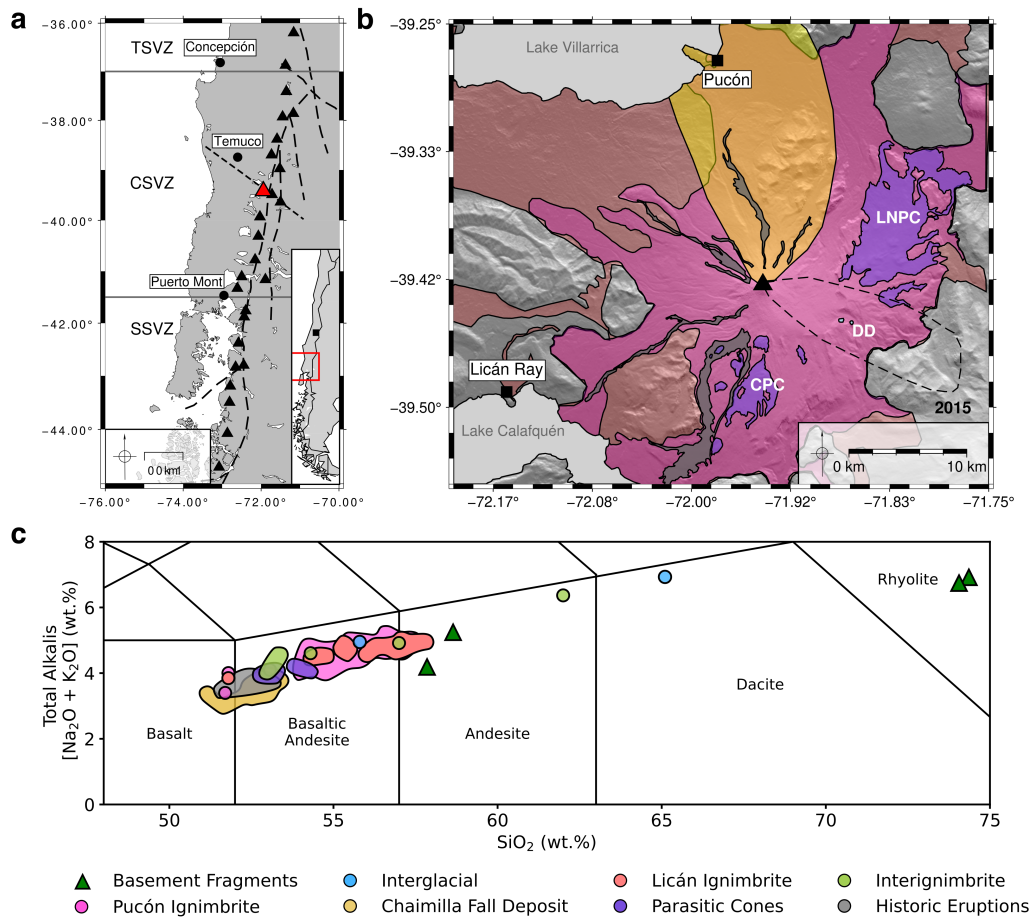 a
−36.00°
−38.00°
−40.00°
−42.00°
−44.00°
−76.00°
−74.00°
−72.00°
−70.00°
TSVZ
Concepción
Temuco
CSVZ
Puerto Mont
SSVZ
b
−39.25°
−39.33°
−39.42°
−39.50°
−72.17°
−72.08°
−72.00°
−71.92°
−71.83°
−71.75°
Lake Villarrica
Pucón
LNPC
DD
Licán Ray
CPC
2015
Lake Calafquén
0 km
10 km
c
Total Alkalis
[Na₂O + K₂O] (wt.%)
8
6
4
2
0
Rhyolite
Dacite
Basalt
Basaltic
Andesite
Andesite
50
55
60
65
70
75
SiO₂ (wt.%)
Basement Fragments
Interglacial
Licán Ignimbrite
Interignimbrite
Pucón Ignimbrite
Chaimilla Fall Deposit
Parasitic Cones
Historic Eruptions